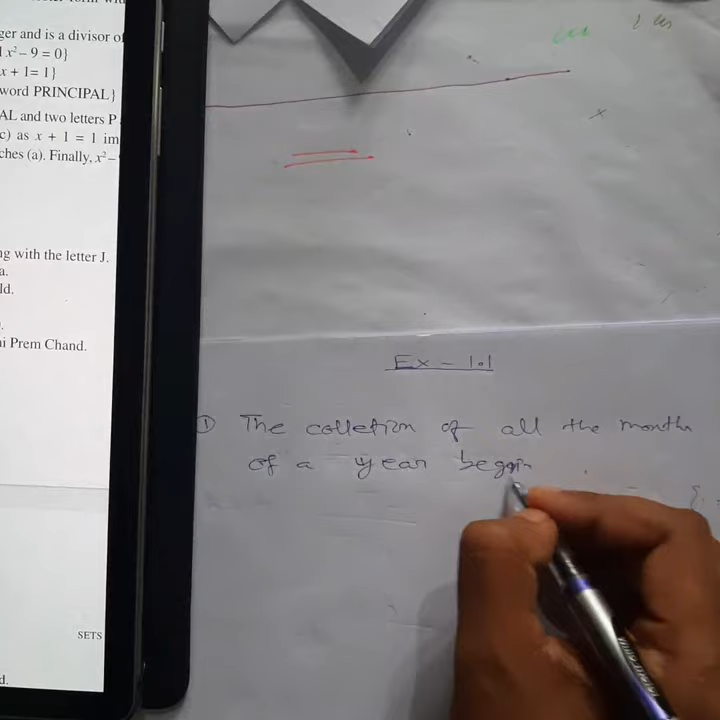 ger and is a divisor of
x² – 9 = 0}
x + 1 = 1}
word PRINCIPAL}
AL and two letters P
c) as x + 1 = 1 im
ches (a). Finally, x² –
ng with the letter J.
a.
ld.
ni Prem Chand.
SETS
d.
Ex - 1.1
① The colletion of all the months
of a year begin